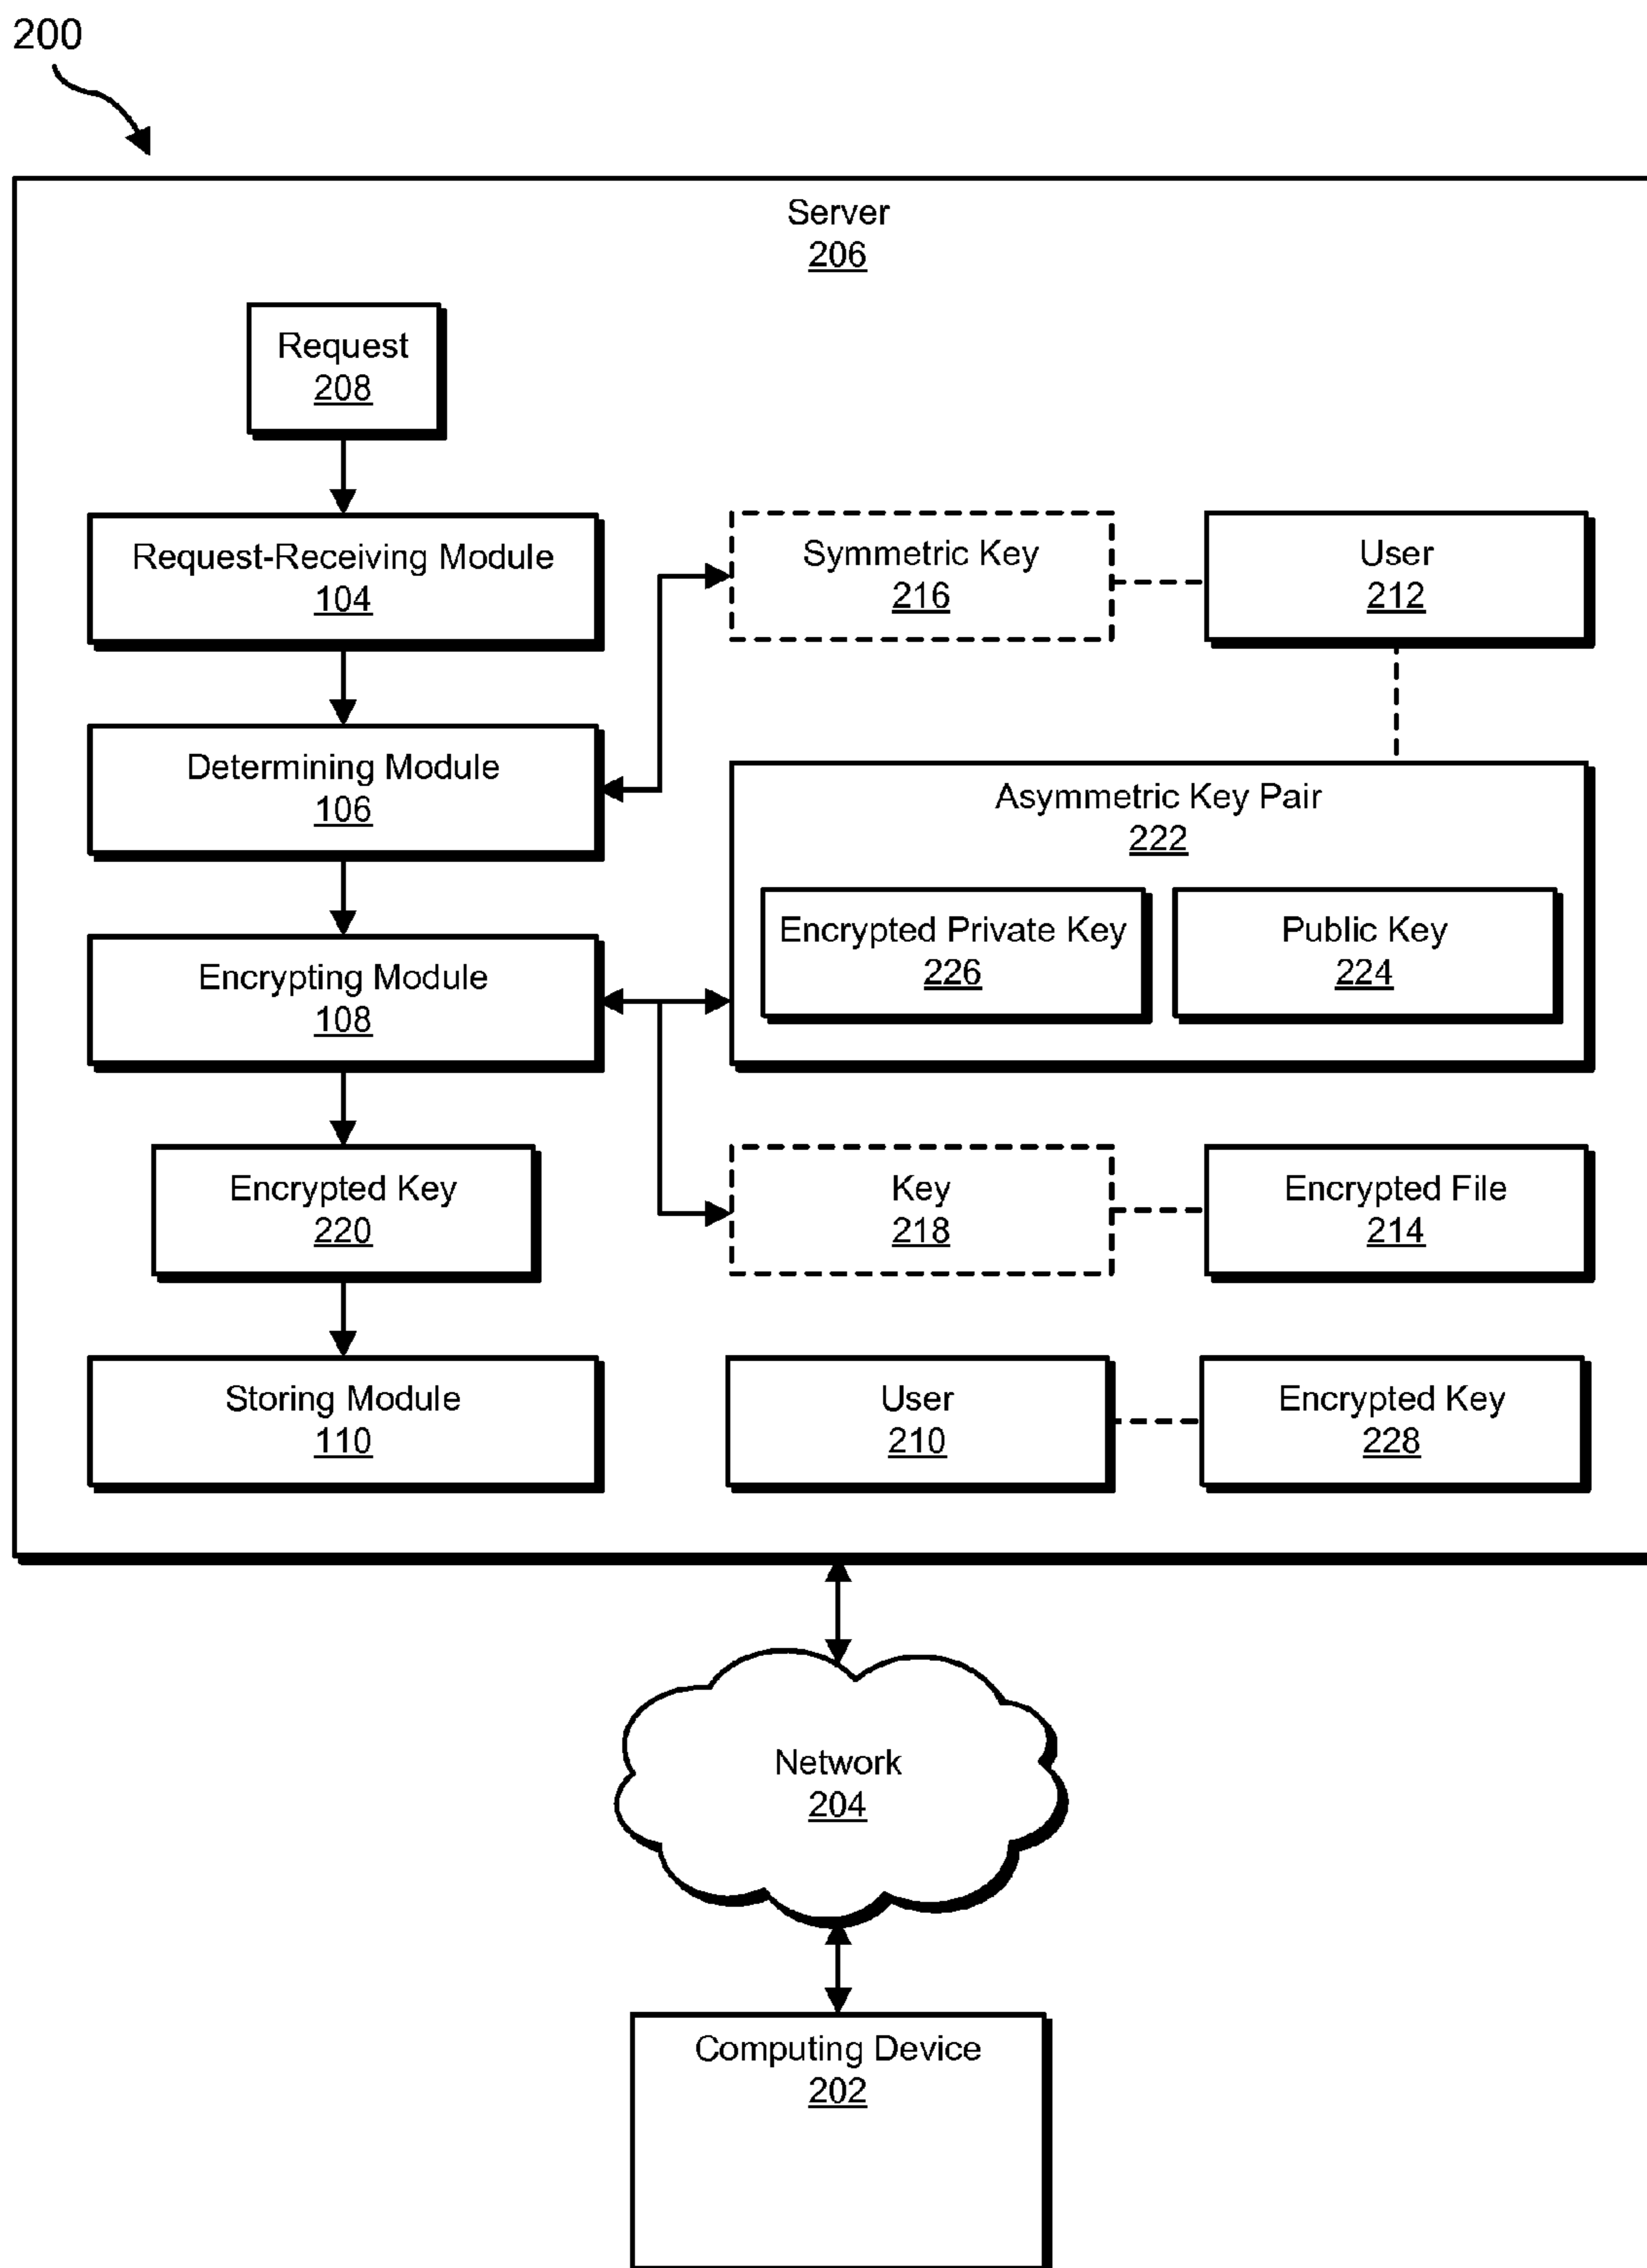 200
Server
206
Request
208
Request-Receiving Module
104
Symmetric Key
216
User
212
Determining Module
106
Asymmetric Key Pair
222
Encrypted Private Key
226
Public Key
224
Encrypting Module
108
Encrypted Key
220
Key
218
Encrypted File
214
Storing Module
110
User
210
Encrypted Key
228
Network
204
Computing Device
202